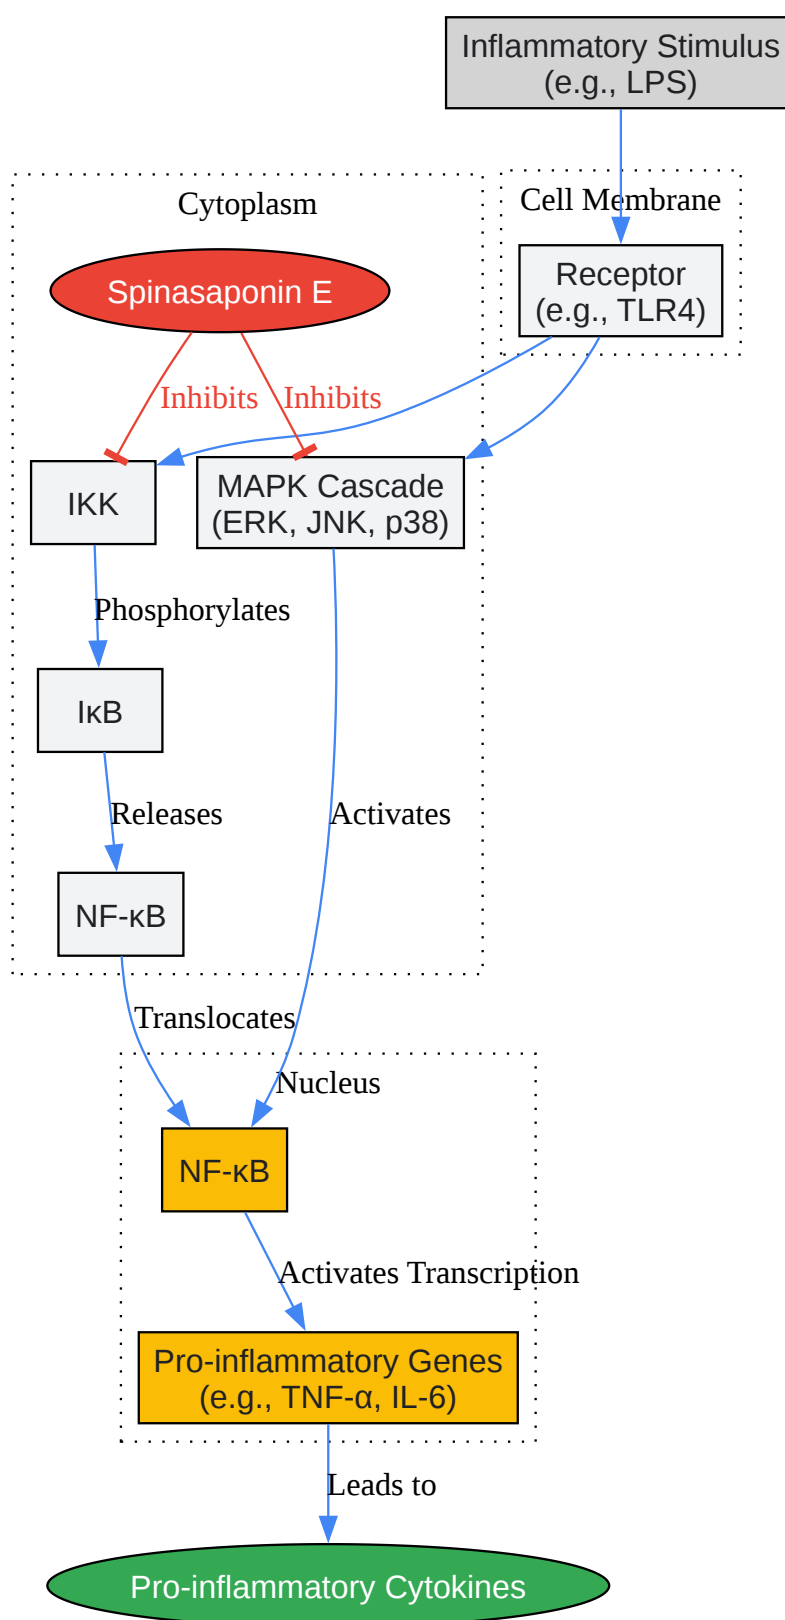 Inflammatory Stimulus
(e.g., LPS)
Cytoplasm
Cell Membrane
Spinasaponin E
Receptor
(e.g., TLR4)
Inhibits
Inhibits
IKK
MAPK Cascade
(ERK, JNK, p38)
Phosphorylates
IκB
Releases
Activates
NF-κB
Translocates
Nucleus
NF-κB
Activates Transcription
Pro-inflammatory Genes
(e.g., TNF-α, IL-6)
Leads to
Pro-inflammatory Cytokines